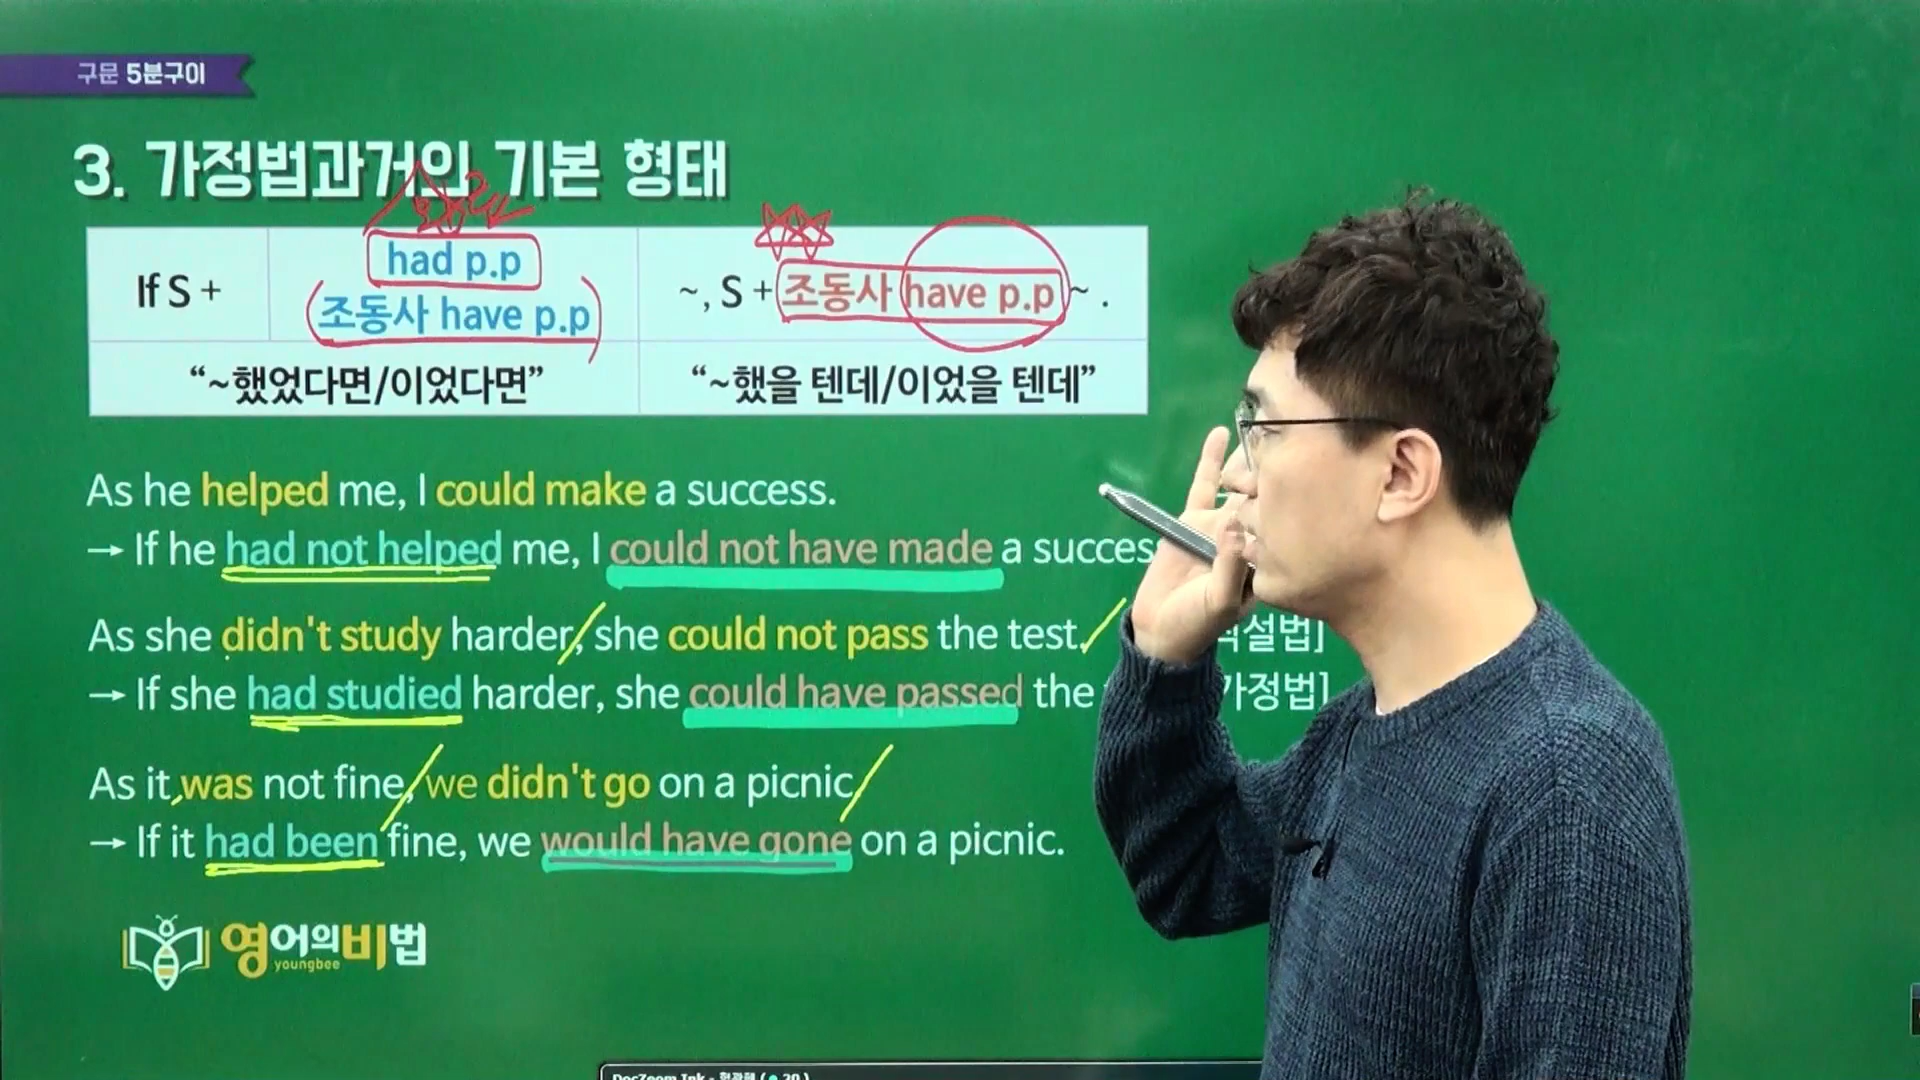 구문 5분구이
3. 가정법과거의 기본 형태
If S +
had p.p
조동사 have p.p
~, S + 조동사 have p.p ~ .
“~했었다면/이었다면”
“~했을 텐데/이었을 텐데”
As he helped me, I could make a success.
→ If he had not helped me, I could not have made a succes
As she didn't study harder, she could not pass the test. 설법]
→ If she had studied harder, she could have passed the 가정법]
As it was not fine, we didn't go on a picnic
→ If it had been fine, we would have gone on a picnic.
영어의비법
youngbee